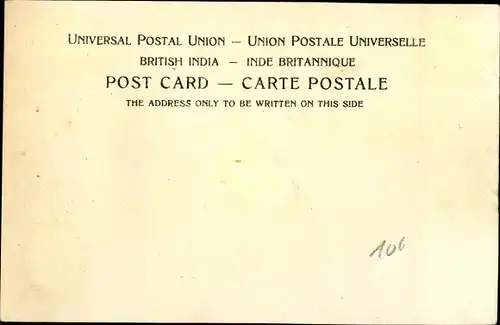 UNIVERSAL POSTAL UNION — UNION POSTALE UNIVERSELLE
BRITISH INDIA — INDE BRITANNIQUE
POST CARD — CARTE POSTALE
THE ADDRESS ONLY TO BE WRITTEN ON THIS SIDE
106